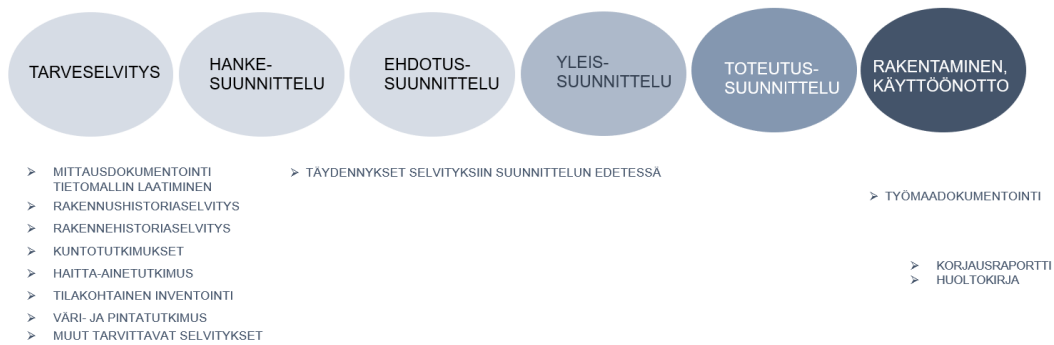 TARVESELVITYS
HANKE-
SUUNNITTELU
EHDOTUS-
SUUNNITTELU
YLEIS-
SUUNNITTELU
TOTEUTUS-
SUUNNITTELU
RAKENTAMINEN,
KÄYTTÖÖNOTTO
➢ MITTAUSDOKUMENTOINTI
TIETOMALLIN LAATIMINEN
➢ RAKENNUSHISTORIASELVITYS
➢ RAKENNEHISTORIASELVITYS
➢ KUNTOTUTKIMUKSET
➢ HAITTA-AINETUTKIMUS
➢ TILAKOHTAINEN INVENTOINTI
➢ VÄRI- JA PINTATUTKIMUS
➢ MUUT TARVITTAVAT SELVITYKSET
➢ TÄYDENNYKSET SELVITYKSIIN SUUNNITTELUN EDETESSÄ
➢ TYÖMAADOKUMENTOINTI
➢ KORJAUSRAPORTTI
➢ HUOLTOKIRJA